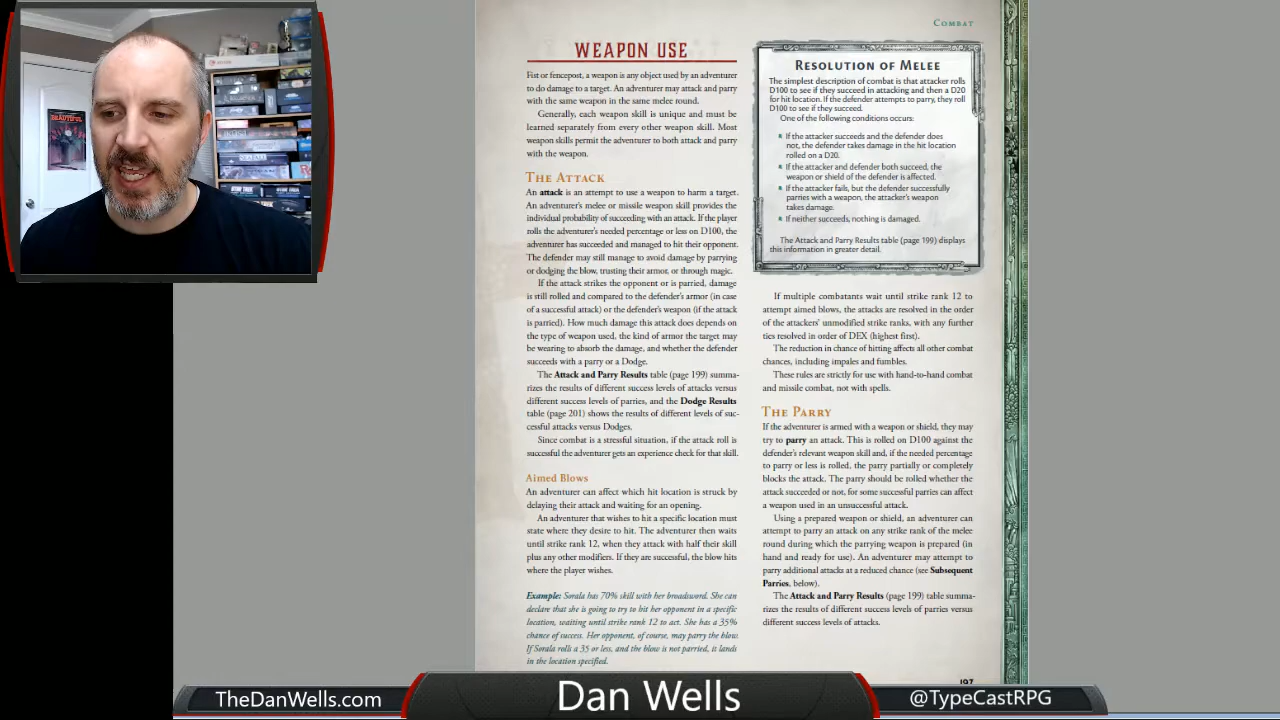 COMBAT
WEAPON USE
Fist or fencepost, a weapon is any object used by an adventurer
to do damage to a target. An adventurer may attack and parry
with the same weapon in the same melee round.
Generally, each weapon skill is unique and must be
learned separately from every other weapon skill. Most
weapon skills permit the adventurer to both attack and parry
with the weapon.
THE ATTACK
An attack is an attempt to use a weapon to harm a target.
An adventurer's melee or missile weapon skill provides the
individual probability of succeeding with an attack. If the player
rolls the adventurer's needed percentage or less on D100, the
adventurer has succeeded and managed to hit their opponent.
The defender may still manage to avoid damage by parrying
or dodging the blow, trusting their armor, or through magic.
If the attack strikes the opponent or is parried, damage
is still rolled and compared to the defender's armor (in case
of a successful attack) or the defender's weapon (if the attack
is parried). How much damage this attack does depends on
the type of weapon used, the kind of armor the target may
be wearing to absorb the damage, and whether the defender
succeeds with a parry or a Dodge.
The Attack and Parry Results table (page 199) summa-
rizes the results of different success levels of attacks versus
different success levels of parries, and the Dodge Results
table (page 201) shows the results of different levels of suc-
cessful attacks versus Dodges.
Since combat is a stressful situation, if the attack roll is
successful the adventurer gets an experience check for that skill.
Aimed Blows
An adventurer can affect which hit location is struck by
delaying their attack and waiting for an opening.
An adventurer that wishes to hit a specific location must
state where they desire to hit. The adventurer then waits
until strike rank 12, when they attack with half their skill
plus any other modifiers. If they are successful, the blow hits
where the player wishes.
Example: Sorala has 70% skill with her broadsword. She can
declare that she is going to try to hit her opponent in a specific
location, waiting until strike rank 12 to act. She has a 35%
chance of success. Her opponent, of course, may parry the blow.
If Sorala rolls a 35 or less, and the blow is not parried, it lands
in the location specified.
RESOLUTION OF MELEE
The simplest description of combat is that attacker rolls
D100 to see if they succeed in attacking and then a D20
for hit location. If the defender attempts to parry, they roll
D100 to see if they succeed.
One of the following conditions occurs:
If the attacker succeeds and the defender does
not, the defender takes damage in the hit location
rolled on a D20.
If the attacker and defender both succeed, the
weapon or shield of the defender is affected.
If the attacker fails, but the defender successfully
parries with a weapon, the attacker's weapon
takes damage.
If neither succeeds, nothing is damaged.
The Attack and Parry Results table (page 199) displays
this information in greater detail.
If multiple combatants wait until strike rank 12 to
attempt aimed blows, the attacks are resolved in the order
of the attackers' unmodified strike ranks, with any further
ties resolved in order of DEX (highest first).
The reduction in chance of hitting affects all other combat
chances, including impales and fumbles.
These rules are strictly for use with hand-to-hand combat
and missile combat, not with spells.
THE PARRY
If the adventurer is armed with a weapon or shield, they may
try to parry an attack. This is rolled on D100 against the
defender's relevant weapon skill and, if the needed percentage
to parry or less is rolled, the parry partially or completely
blocks the attack. The parry should be rolled whether the
attack succeeded or not, for some successful parries can affect
a weapon used in an unsuccessful attack.
Using a prepared weapon or shield, an adventurer can
attempt to parry an attack on any strike rank of the melee
round during which the parrying weapon is prepared (in
hand and ready for use). An adventurer may attempt to
parry additional attacks at a reduced chance (see Subsequent
Parries, below).
The Attack and Parry Results (page 199) table summa-
rizes the results of different success levels of parries versus
different success levels of attacks.
197
TheDanWells.com
Dan Wells
@TypeCastRPG